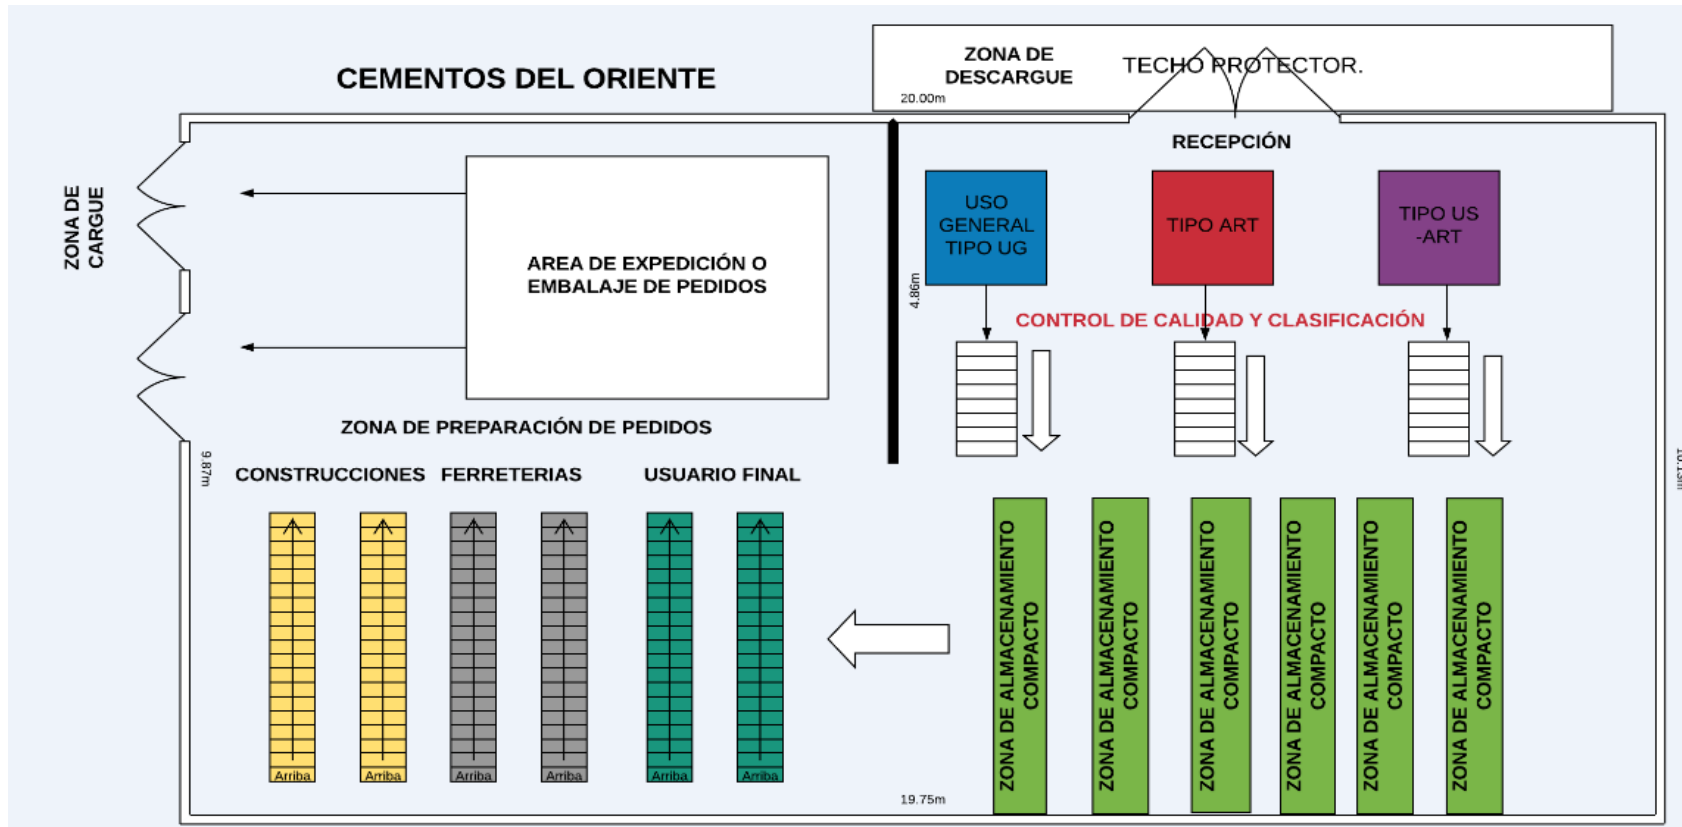 CEMENTOS DEL ORIENTE
ZONA DE
DESCARGUE
TECHO PROTECTOR.
20.00m
RECEPCIÓN
ZONA DE
CARGUE
USO
GENERAL
TIPO UG
TIPO ART
TIPO US
-ART
AREA DE EXPEDICIÓN O
EMBALAJE DE PEDIDOS
4.86m
CONTROL DE CALIDAD Y CLASIFICACIÓN
ZONA DE PREPARACIÓN DE PEDIDOS
9.87m
CONSTRUCCIONES
FERRETERIAS
USUARIO FINAL
Arriba
Arriba
Arriba
Arriba
Arriba
Arriba
ZONA DE ALMACENAMIENTO
COMPACTO
ZONA DE ALMACENAMIENTO
COMPACTO
ZONA DE ALMACENAMIENTO
COMPACTO
ZONA DE ALMACENAMIENTO
COMPACTO
ZONA DE ALMACENAMIENTO
COMPACTO
ZONA DE ALMACENAMIENTO
COMPACTO
19.75m